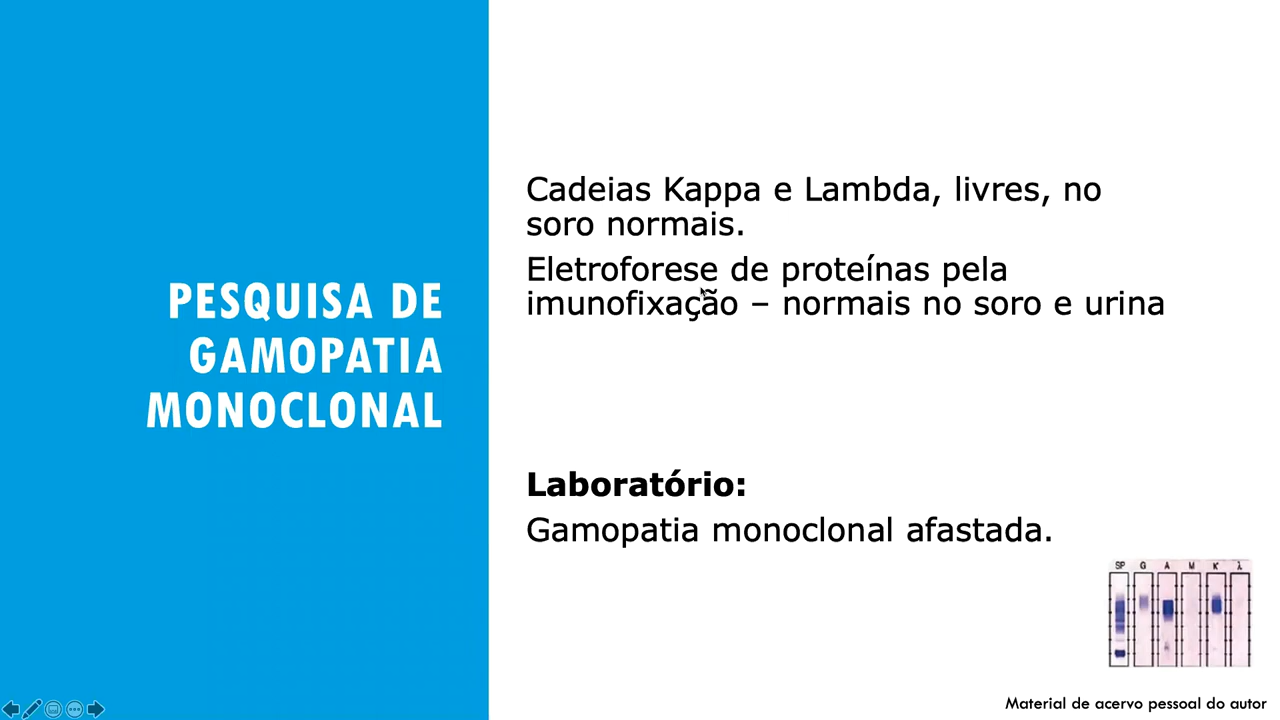 PESQUISA DE
GAMOPATIA
MONOCLONAL
Cadeias Kappa e Lambda, livres, no
soro normais.
Eletroforese de proteínas pela
imunofixação – normais no soro e urina
Laboratório:
Gamopatia monoclonal afastada.
SP G A M K λ
Material de acervo pessoal do autor